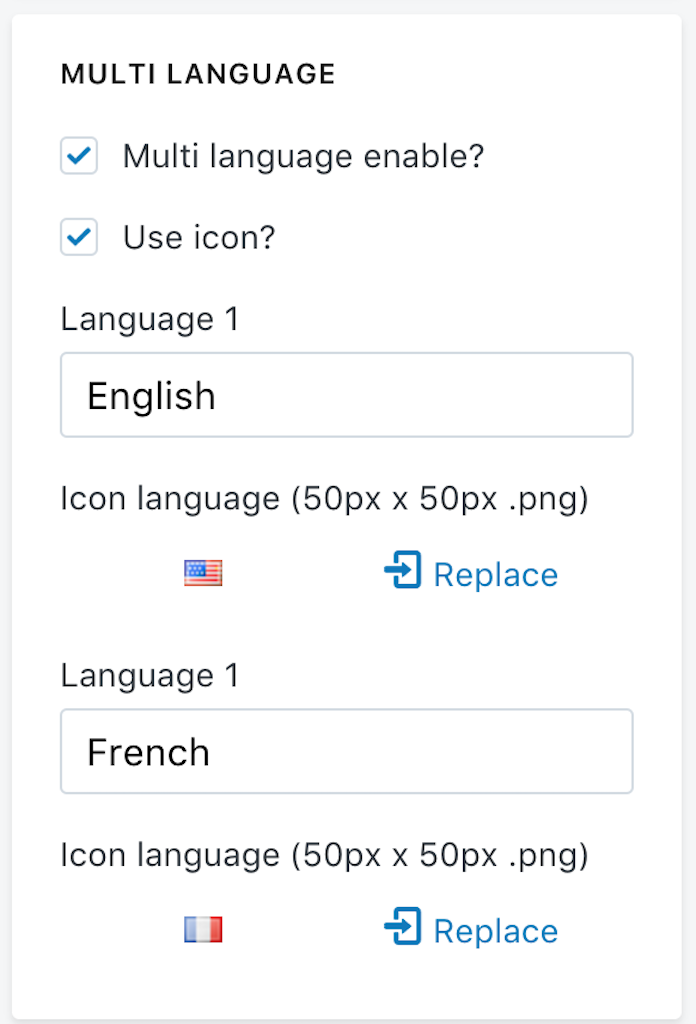 MULTI LANGUAGE
Multi language enable?
Use icon?
Language 1
English
Icon language (50px x 50px .png)
Replace
Language 1
French
Icon language (50px x 50px .png)
Replace